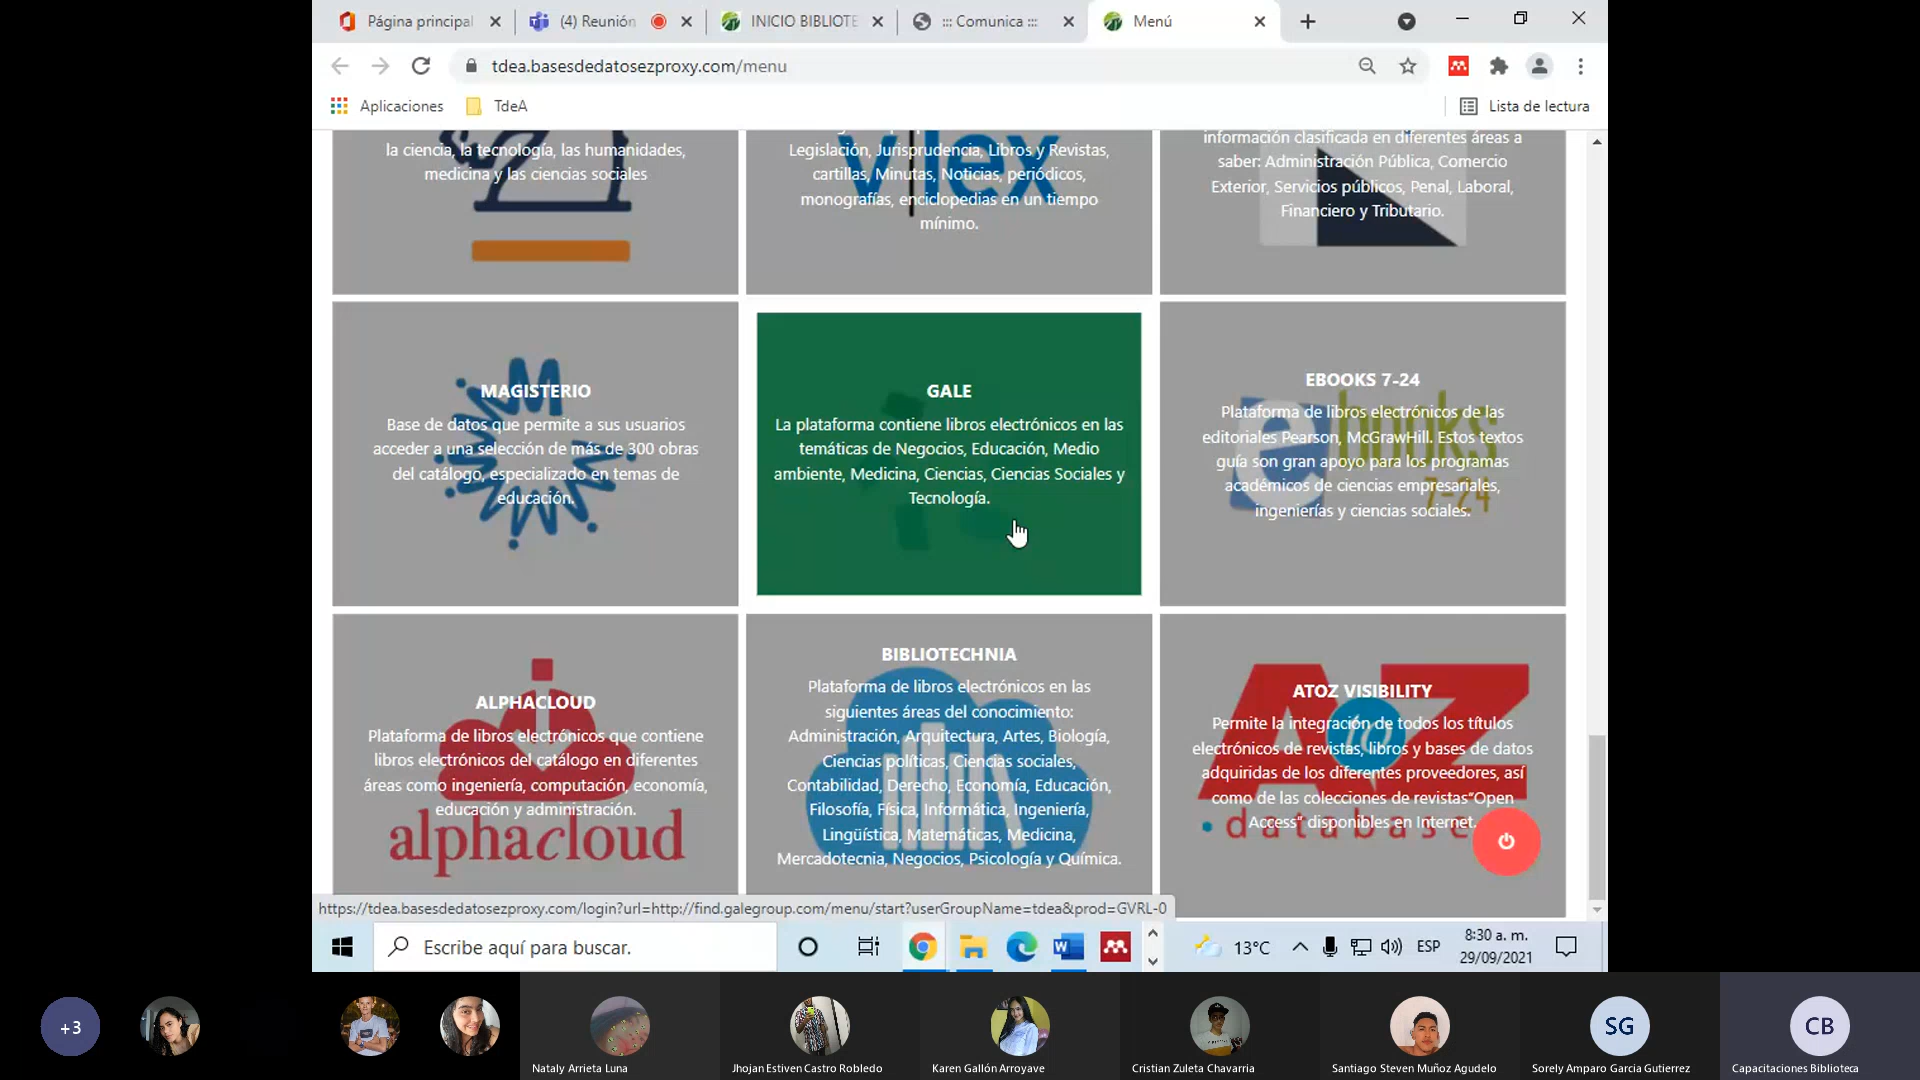 Página principal
(4) Reunión
INICIO BIBLIOTE
::: Comunica :::
Menú
tdea.basesdedatosezproxy.com/menu
Aplicaciones
TdeA
Lista de lectura
la ciencia, la tecnología, las humanidades,
medicina y las ciencias sociales
Legislación, Jurisprudencia, Libros y Revistas,
cartillas, Minutas, Noticias, periódicos,
monografías, enciclopedias en un tiempo
mínimo.
vlex
información clasificada en diferentes áreas a
saber: Administración Pública, Comercio
Exterior, Servicios públicos, Penal, Laboral,
Financiero y Tributario.
MAGISTERIO
Base de datos que permite a sus usuarios
acceder a una selección de más de 300 obras
del catálogo, especializado en temas de
educación.
GALE
La plataforma contiene libros electrónicos en las
temáticas de Negocios, Educación, Medio
ambiente, Medicina, Ciencias, Ciencias Sociales y
Tecnología.
EBOOKS 7-24
Plataforma de libros electrónicos de las
editoriales Pearson, McGrawHill. Estos textos
guía son gran apoyo para los programas
académicos de ciencias empresariales,
ingenierías y ciencias sociales.
e books
7-24
ALPHACLOUD
Plataforma de libros electrónicos que contiene
libros electrónicos del catálogo en diferentes
áreas como ingeniería, computación, economía,
educación y administración.
alphacloud
BIBLIOTECHNIA
Plataforma de libros electrónicos en las
siguientes áreas del conocimiento:
Administración, Arquitectura, Artes, Biología,
Ciencias políticas, Ciencias sociales,
Contabilidad, Derecho, Economía, Educación,
Filosofía, Física, Informática, Ingeniería,
Lingüística, Matemáticas, Medicina,
Mercadotecnia, Negocios, Psicología y Química.
ATOZ VISIBILITY
Permite la integración de todos los títulos
electrónicos de revistas, libros y bases de datos
adquiridas de los diferentes proveedores, así
como de las colecciones de revistas“Open
Access” disponibles en Internet.
A@Z
https://tdea.basesdedatosezproxy.com/login?url=http://find.galegroup.com/menu/start?userGroupName=tdea&prod=GVRL-0
Escribe aquí para buscar.
13°C
ESP
8:30 a. m.
29/09/2021
+3
Nataly Arrieta Luna
Jhojan Estiven Castro Robledo
Karen Gallón Arroyave
Cristian Zuleta Chavarria
Santiago Steven Muñoz Agudelo
SG
Sorely Amparo Garcia Gutierrez
CB
Capacitaciones Biblioteca